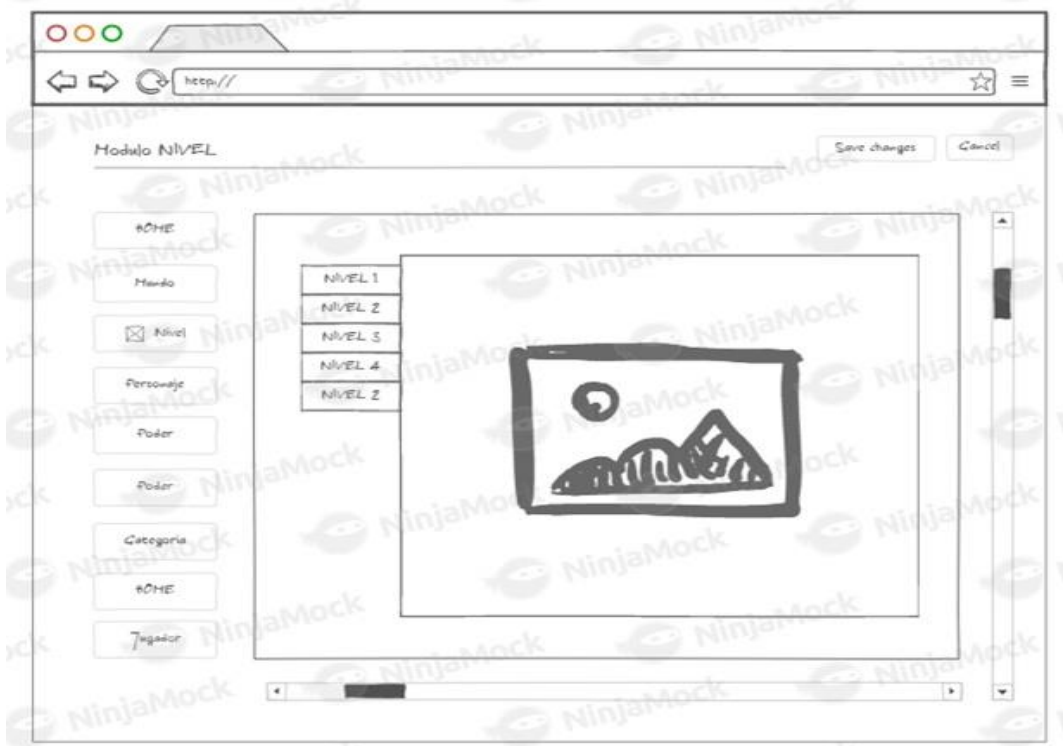 http://
Modulo NIVEL
Save changes
Cancel
HOME
Mundo
Nivel
Personaje
Poder
Poder
Categoria
HOME
Jugador
NIVEL 1
NIVEL 2
NIVEL 3
NIVEL 4
NIVEL 2
NinjaMock